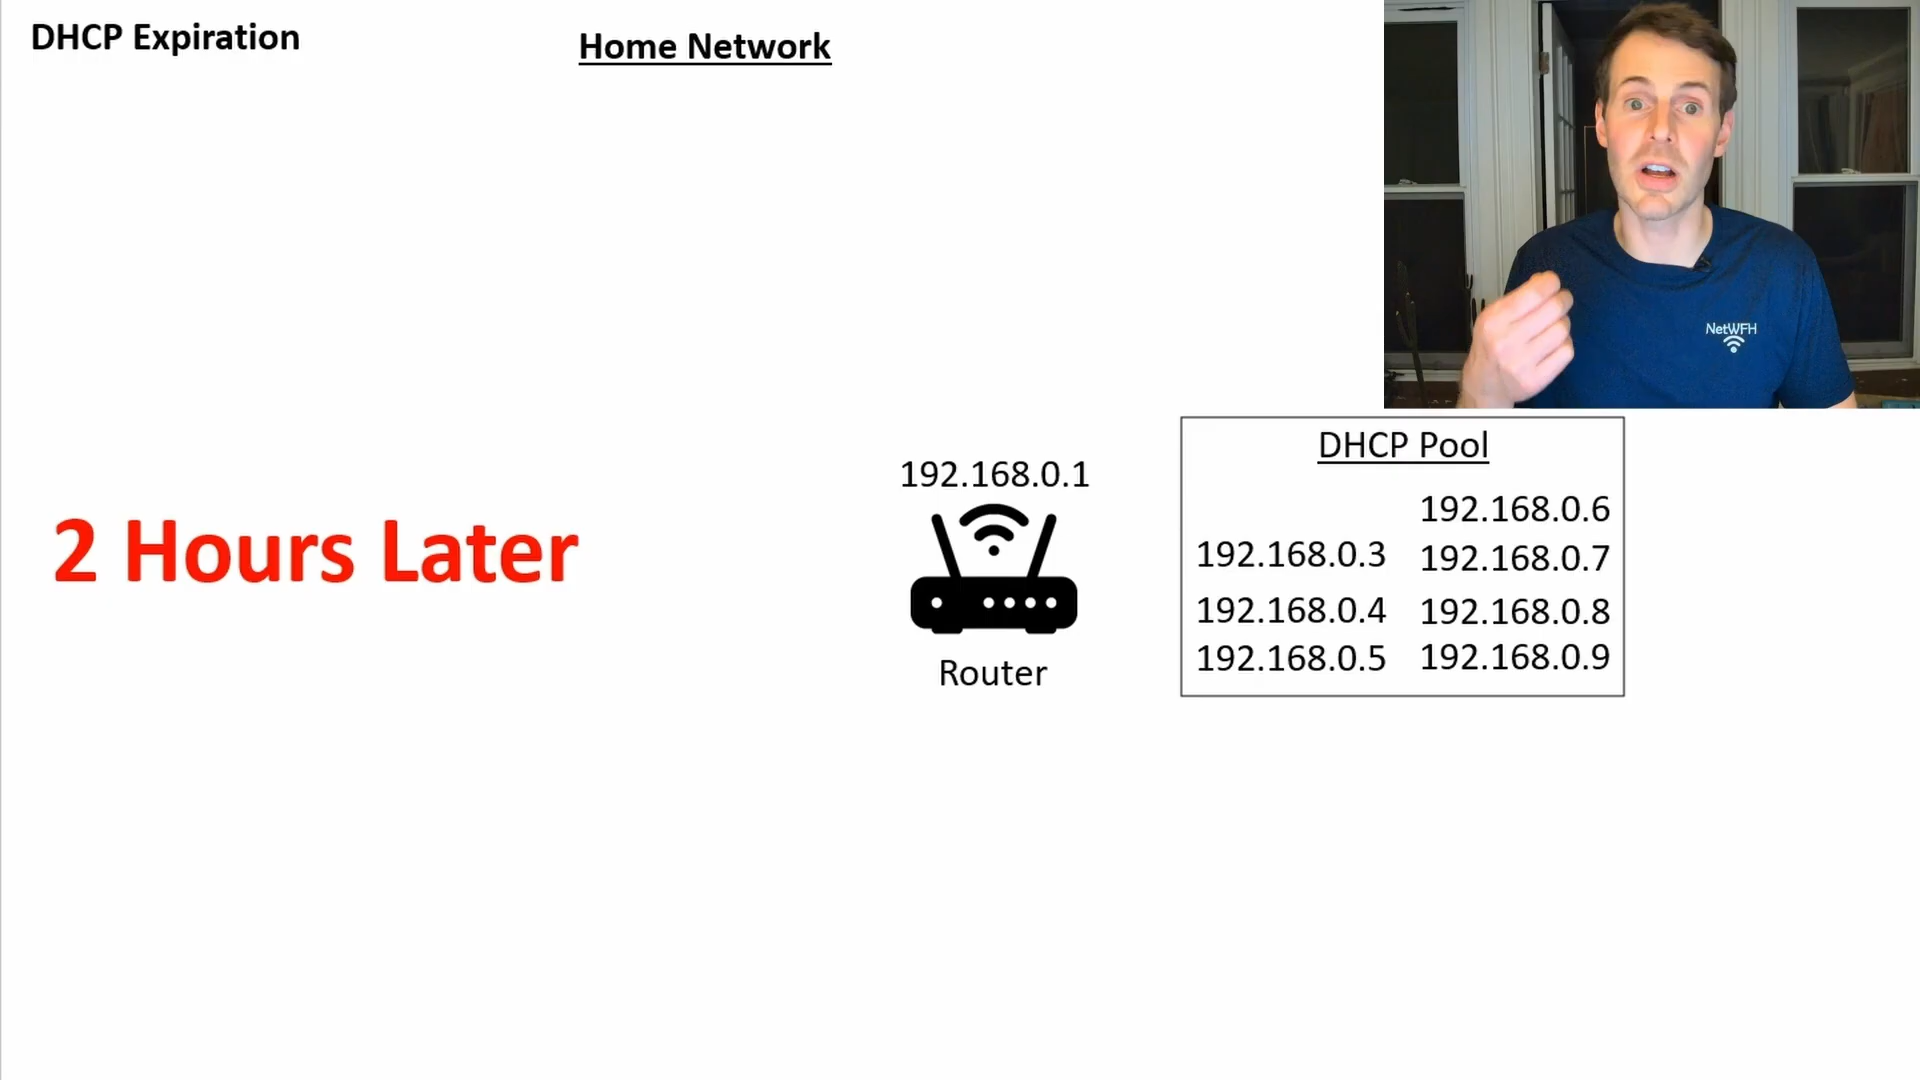 DHCP Expiration
Home Network
NetWFH
2 Hours Later
192.168.0.1
Router
DHCP Pool
192.168.0.3
192.168.0.4
192.168.0.5
192.168.0.6
192.168.0.7
192.168.0.8
192.168.0.9